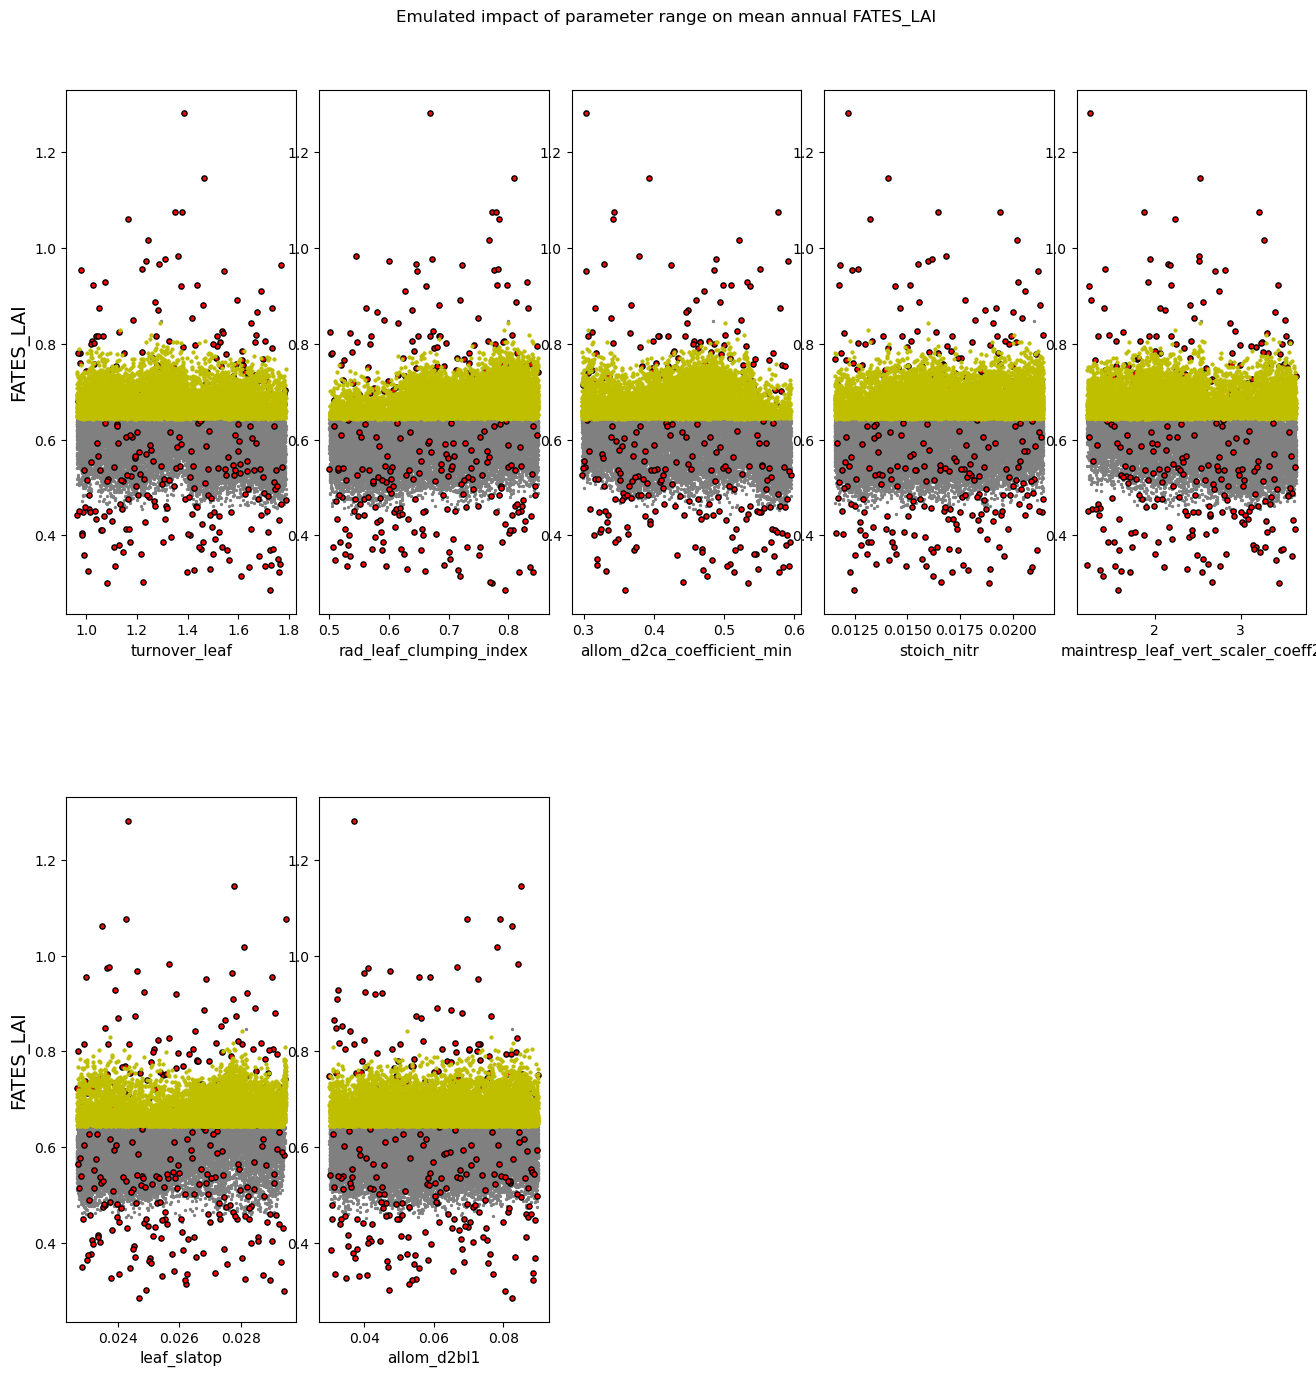 Emulated impact of parameter range on mean annual FATES_LAI
FATES_LAI
1.2
1.0
0.8
0.6
0.4
1.0 1.2 1.4 1.6 1.8
turnover_leaf
1.2
1.0
0.8
0.6
0.4
0.5 0.6 0.7 0.8
rad_leaf_clumping_index
1.2
1.0
0.8
0.6
0.4
0.3 0.4 0.5 0.6
allom_d2ca_coefficient_min
1.2
1.0
0.8
0.6
0.4
0.0125 0.0150 0.0175 0.0200
stoich_nitr
1.2
1.0
0.8
0.6
0.4
2 3
maintresp_leaf_vert_scaler_coeff2
FATES_LAI
1.2
1.0
0.8
0.6
0.4
0.024 0.026 0.028
leaf_slatop
1.2
1.0
0.8
0.6
0.4
0.04 0.06 0.08
allom_d2bl1